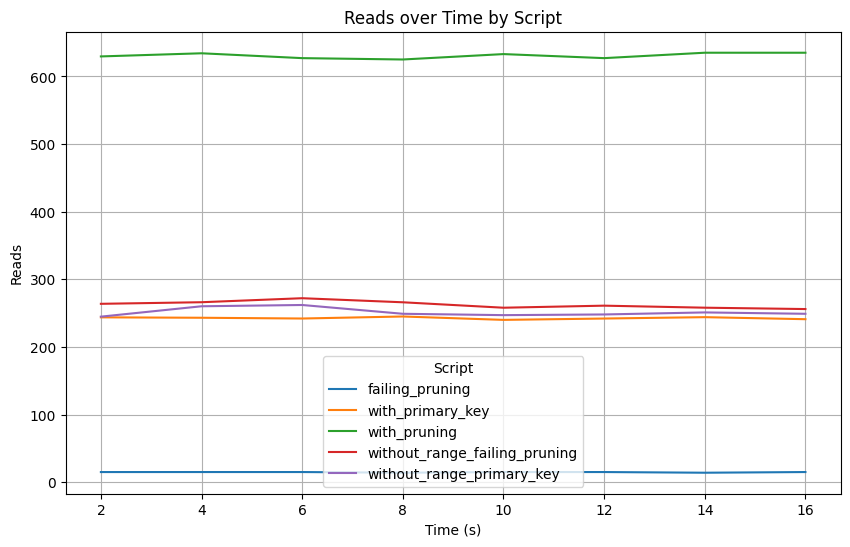 Reads over Time by Script
Reads
600
500
400
300
200
100
0
Script
failing_pruning
with_primary_key
with_pruning
without_range_failing_pruning
without_range_primary_key
2 4 6 8 10 12 14 16
Time (s)